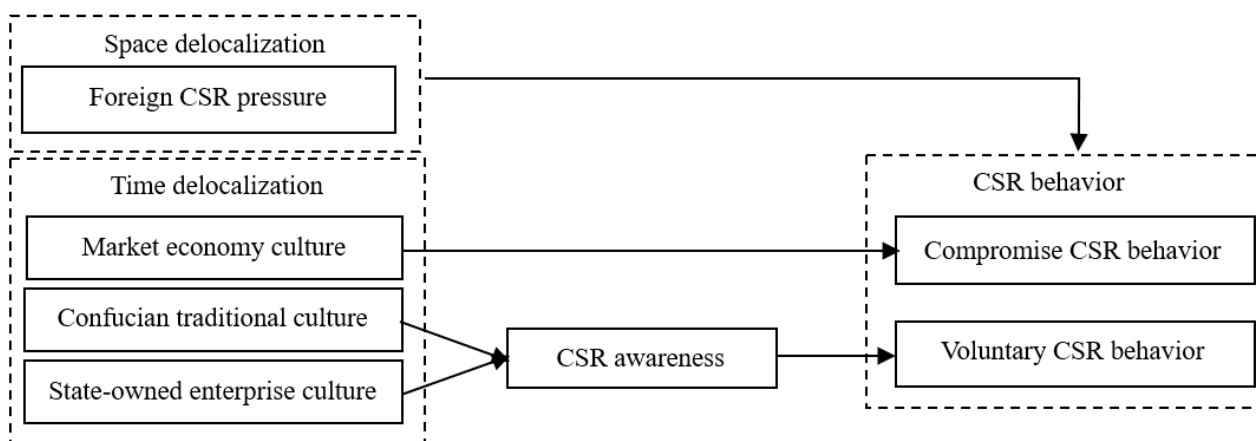 Space delocalization
Foreign CSR pressure
Time delocalization
Market economy culture
Confucian traditional culture
State-owned enterprise culture
CSR awareness
CSR behavior
Compromise CSR behavior
Voluntary CSR behavior